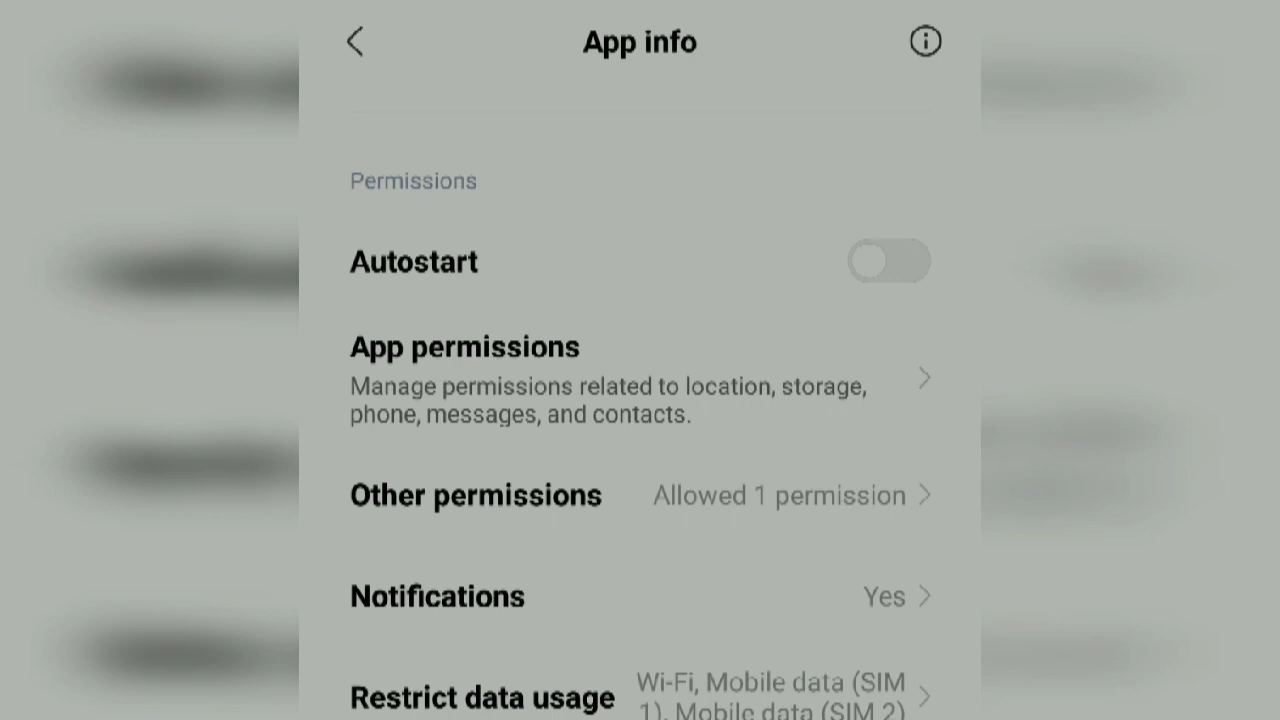 App info
Permissions
Autostart
App permissions
Manage permissions related to location, storage,
phone, messages, and contacts.
Other permissions
Allowed 1 permission
Notifications
Yes
Restrict data usage
Wi-Fi, Mobile data (SIM
1), Mobile data (SIM 2)